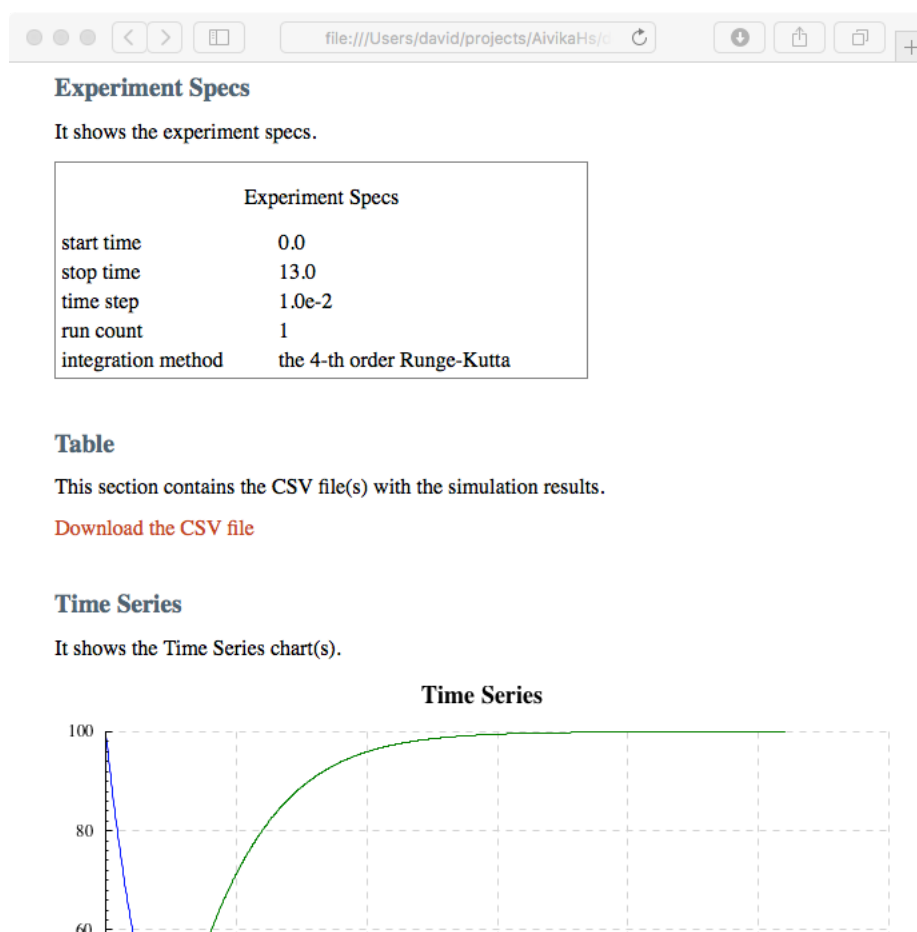 file:///Users/david/projects/AivikaHs/d
Experiment Specs
It shows the experiment specs.
Experiment Specs
start time 0.0
stop time 13.0
time step 1.0e-2
run count 1
integration method the 4-th order Runge-Kutta
Table
This section contains the CSV file(s) with the simulation results.
Download the CSV file
Time Series
It shows the Time Series chart(s).
Time Series
100
80
60